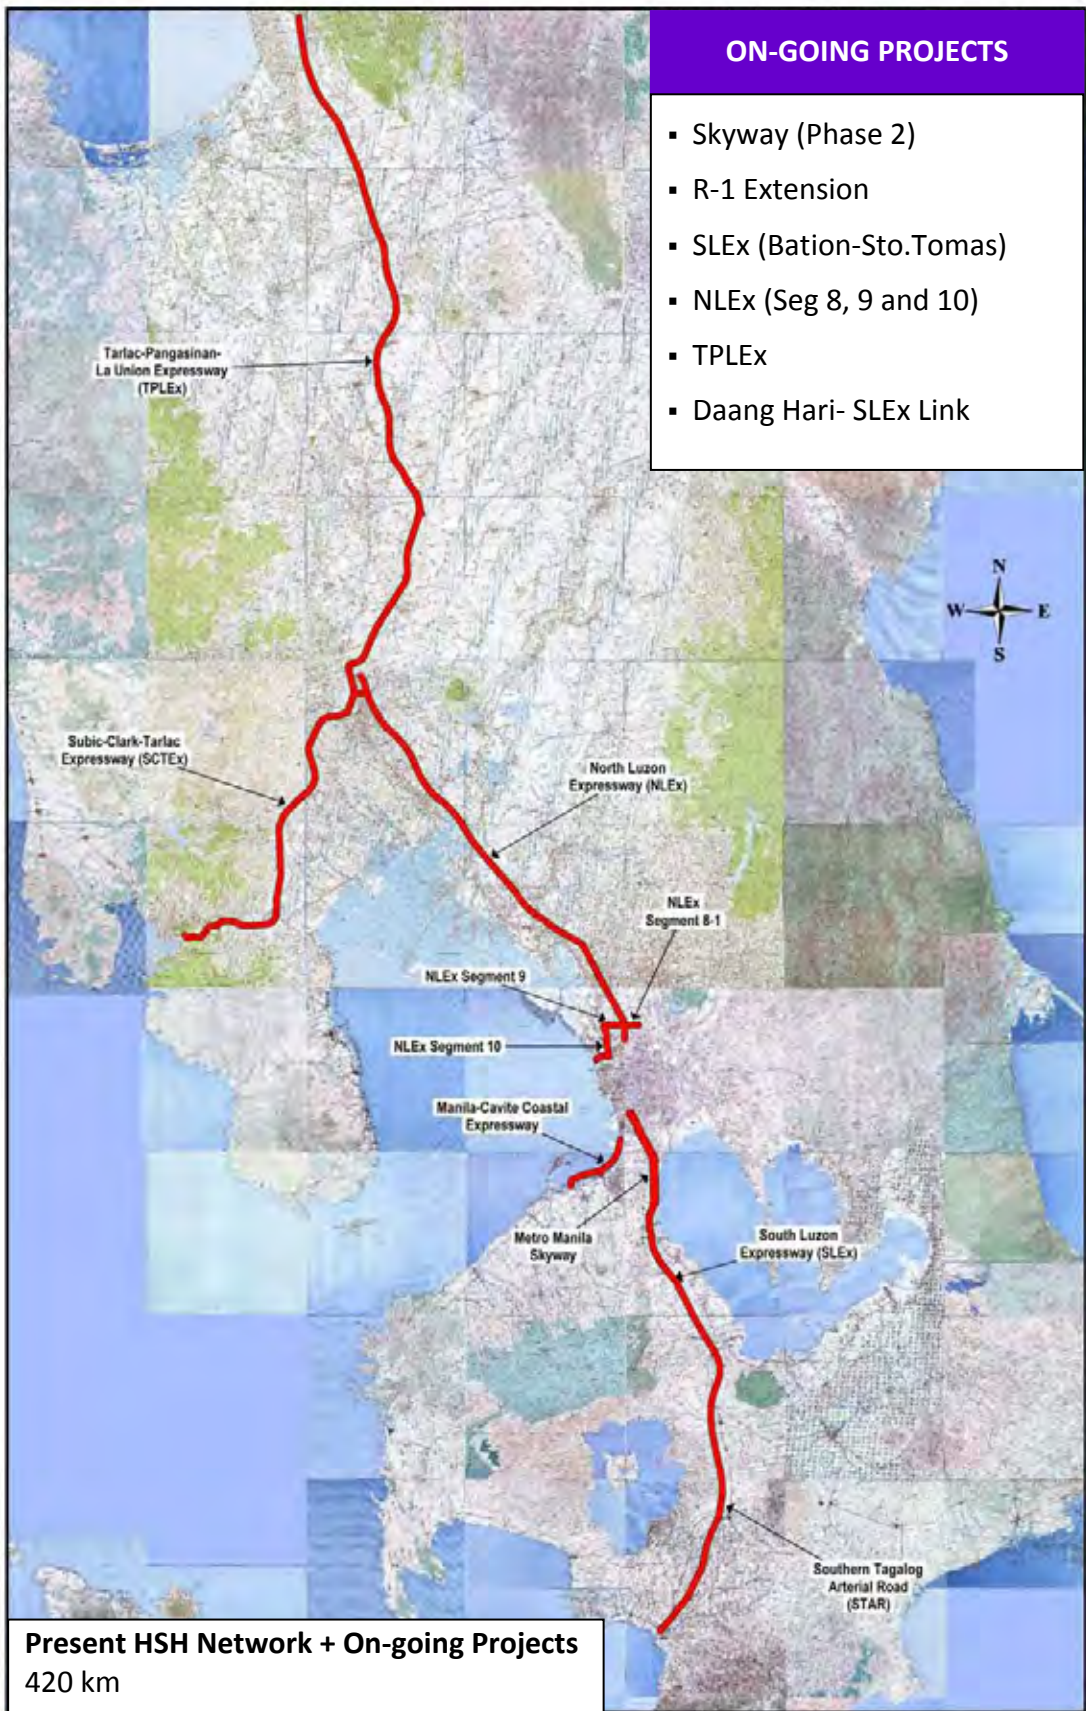 ON-GOING PROJECTS
▪ Skyway (Phase 2)
▪ R-1 Extension
▪ SLEx (Bation-Sto.Tomas)
▪ NLEx (Seg 8, 9 and 10)
▪ TPLEx
▪ Daang Hari- SLEx Link
Tarlac-Pangasinan-
La Union Expressway
(TPLEx)
N
W E
S
Subic-Clark-Tarlac
Expressway (SCTEx)
North Luzon
Expressway (NLEx)
NLEx
Segment 8-1
NLEx Segment 9
NLEx Segment 10
Manila-Cavite Coastal
Expressway
Metro Manila
Skyway
South Luzon
Expressway (SLEx)
Southern Tagalog
Arterial Road
(STAR)
Present HSH Network + On-going Projects
420 km